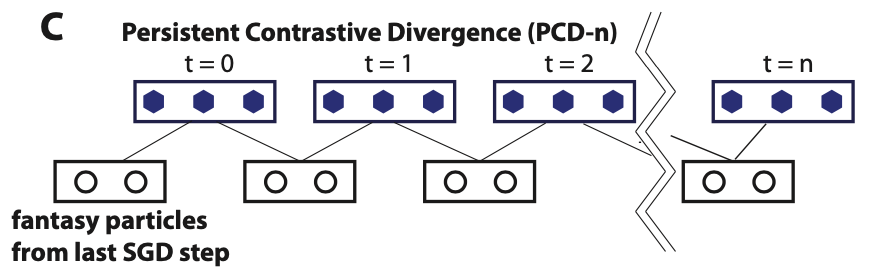 C
Persistent Contrastive Divergence (PCD-n)
t = 0
t = 1
t = 2
t = n
fantasy particles
from last SGD step